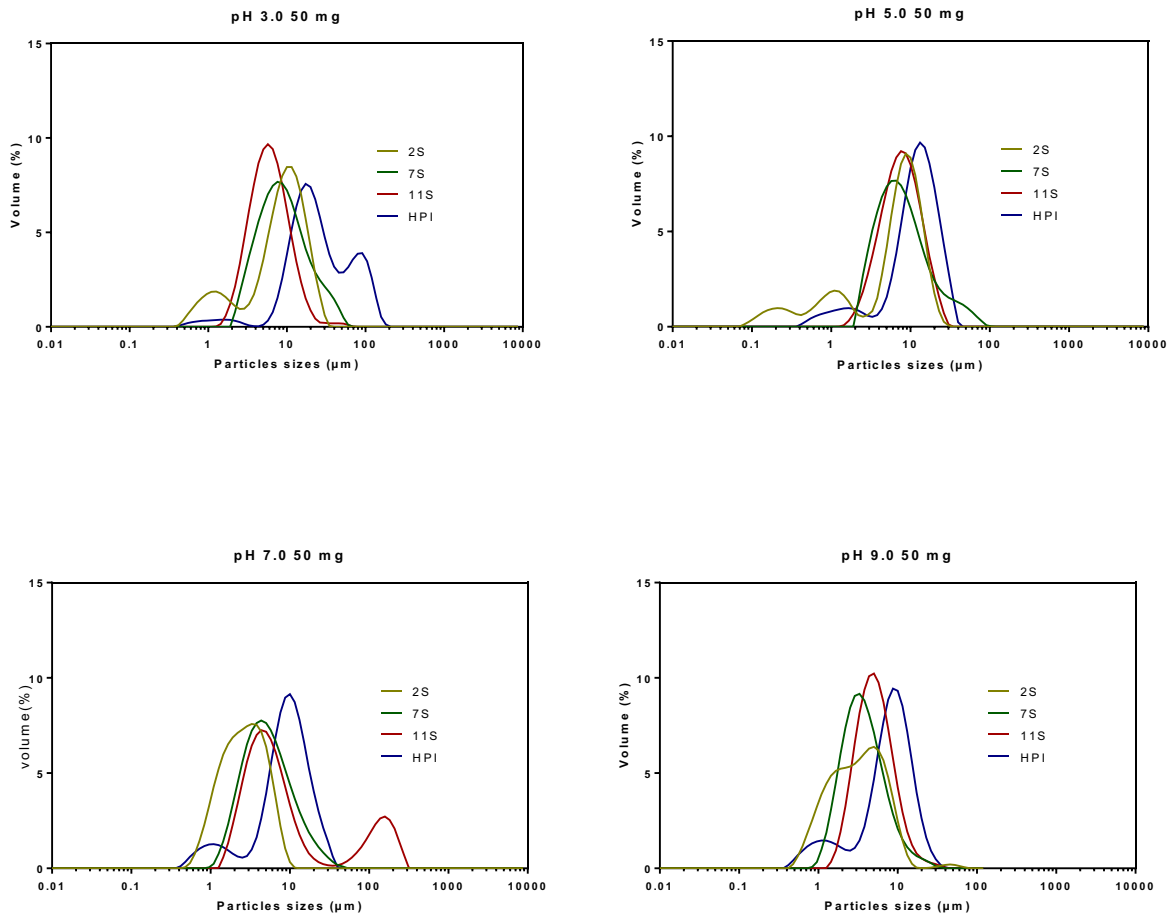 pH 3.0 50 mg
15
10
5
0
Volume (%)
2S
7S
11S
HPI
0.01 0.1 1 10 100 1000 10000
Particles sizes (µm)
pH 5.0 50 mg
15
10
5
0
Volume (%)
2S
7S
11S
HPI
0.01 0.1 1 10 100 1000 10000
Particles sizes (µm)
pH 7.0 50 mg
15
10
5
0
volume(%)
2S
7S
11S
HPI
0.01 0.1 1 10 100 1000 10000
Particles sizes (µm)
pH 9.0 50 mg
15
10
5
0
Volume (%)
2S
7S
11S
HPI
0.01 0.1 1 10 100 1000 10000
Particles sizes (µm)